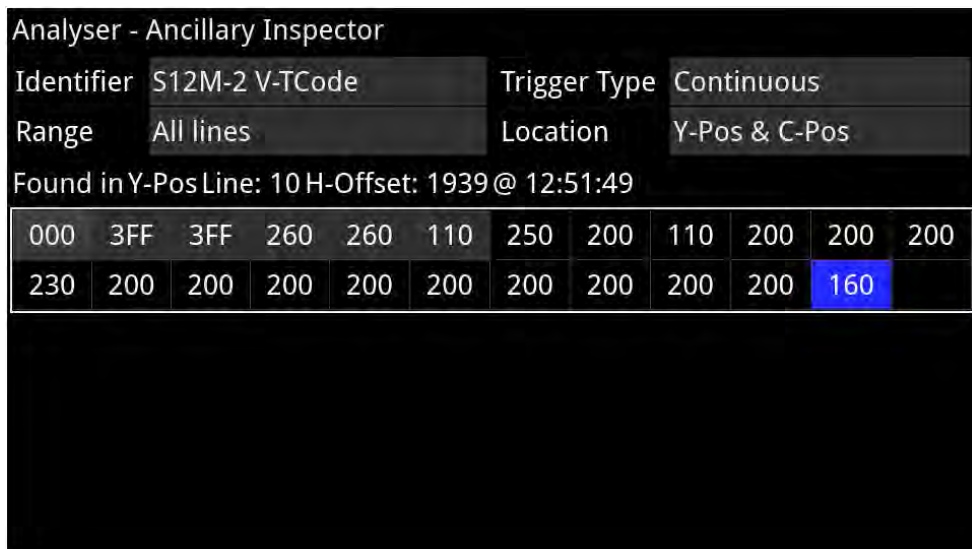 Analyser - Ancillary Inspector
Identifier S12M-2 V-TCode Trigger Type Continuous
Range All lines Location Y-Pos & C-Pos
Found in Y-Pos Line: 10 H-Offset: 1939 @ 12:51:49
000 3FF 3FF 260 260 110 250 200 110 200 200 200
230 200 200 200 200 200 200 200 200 200 160